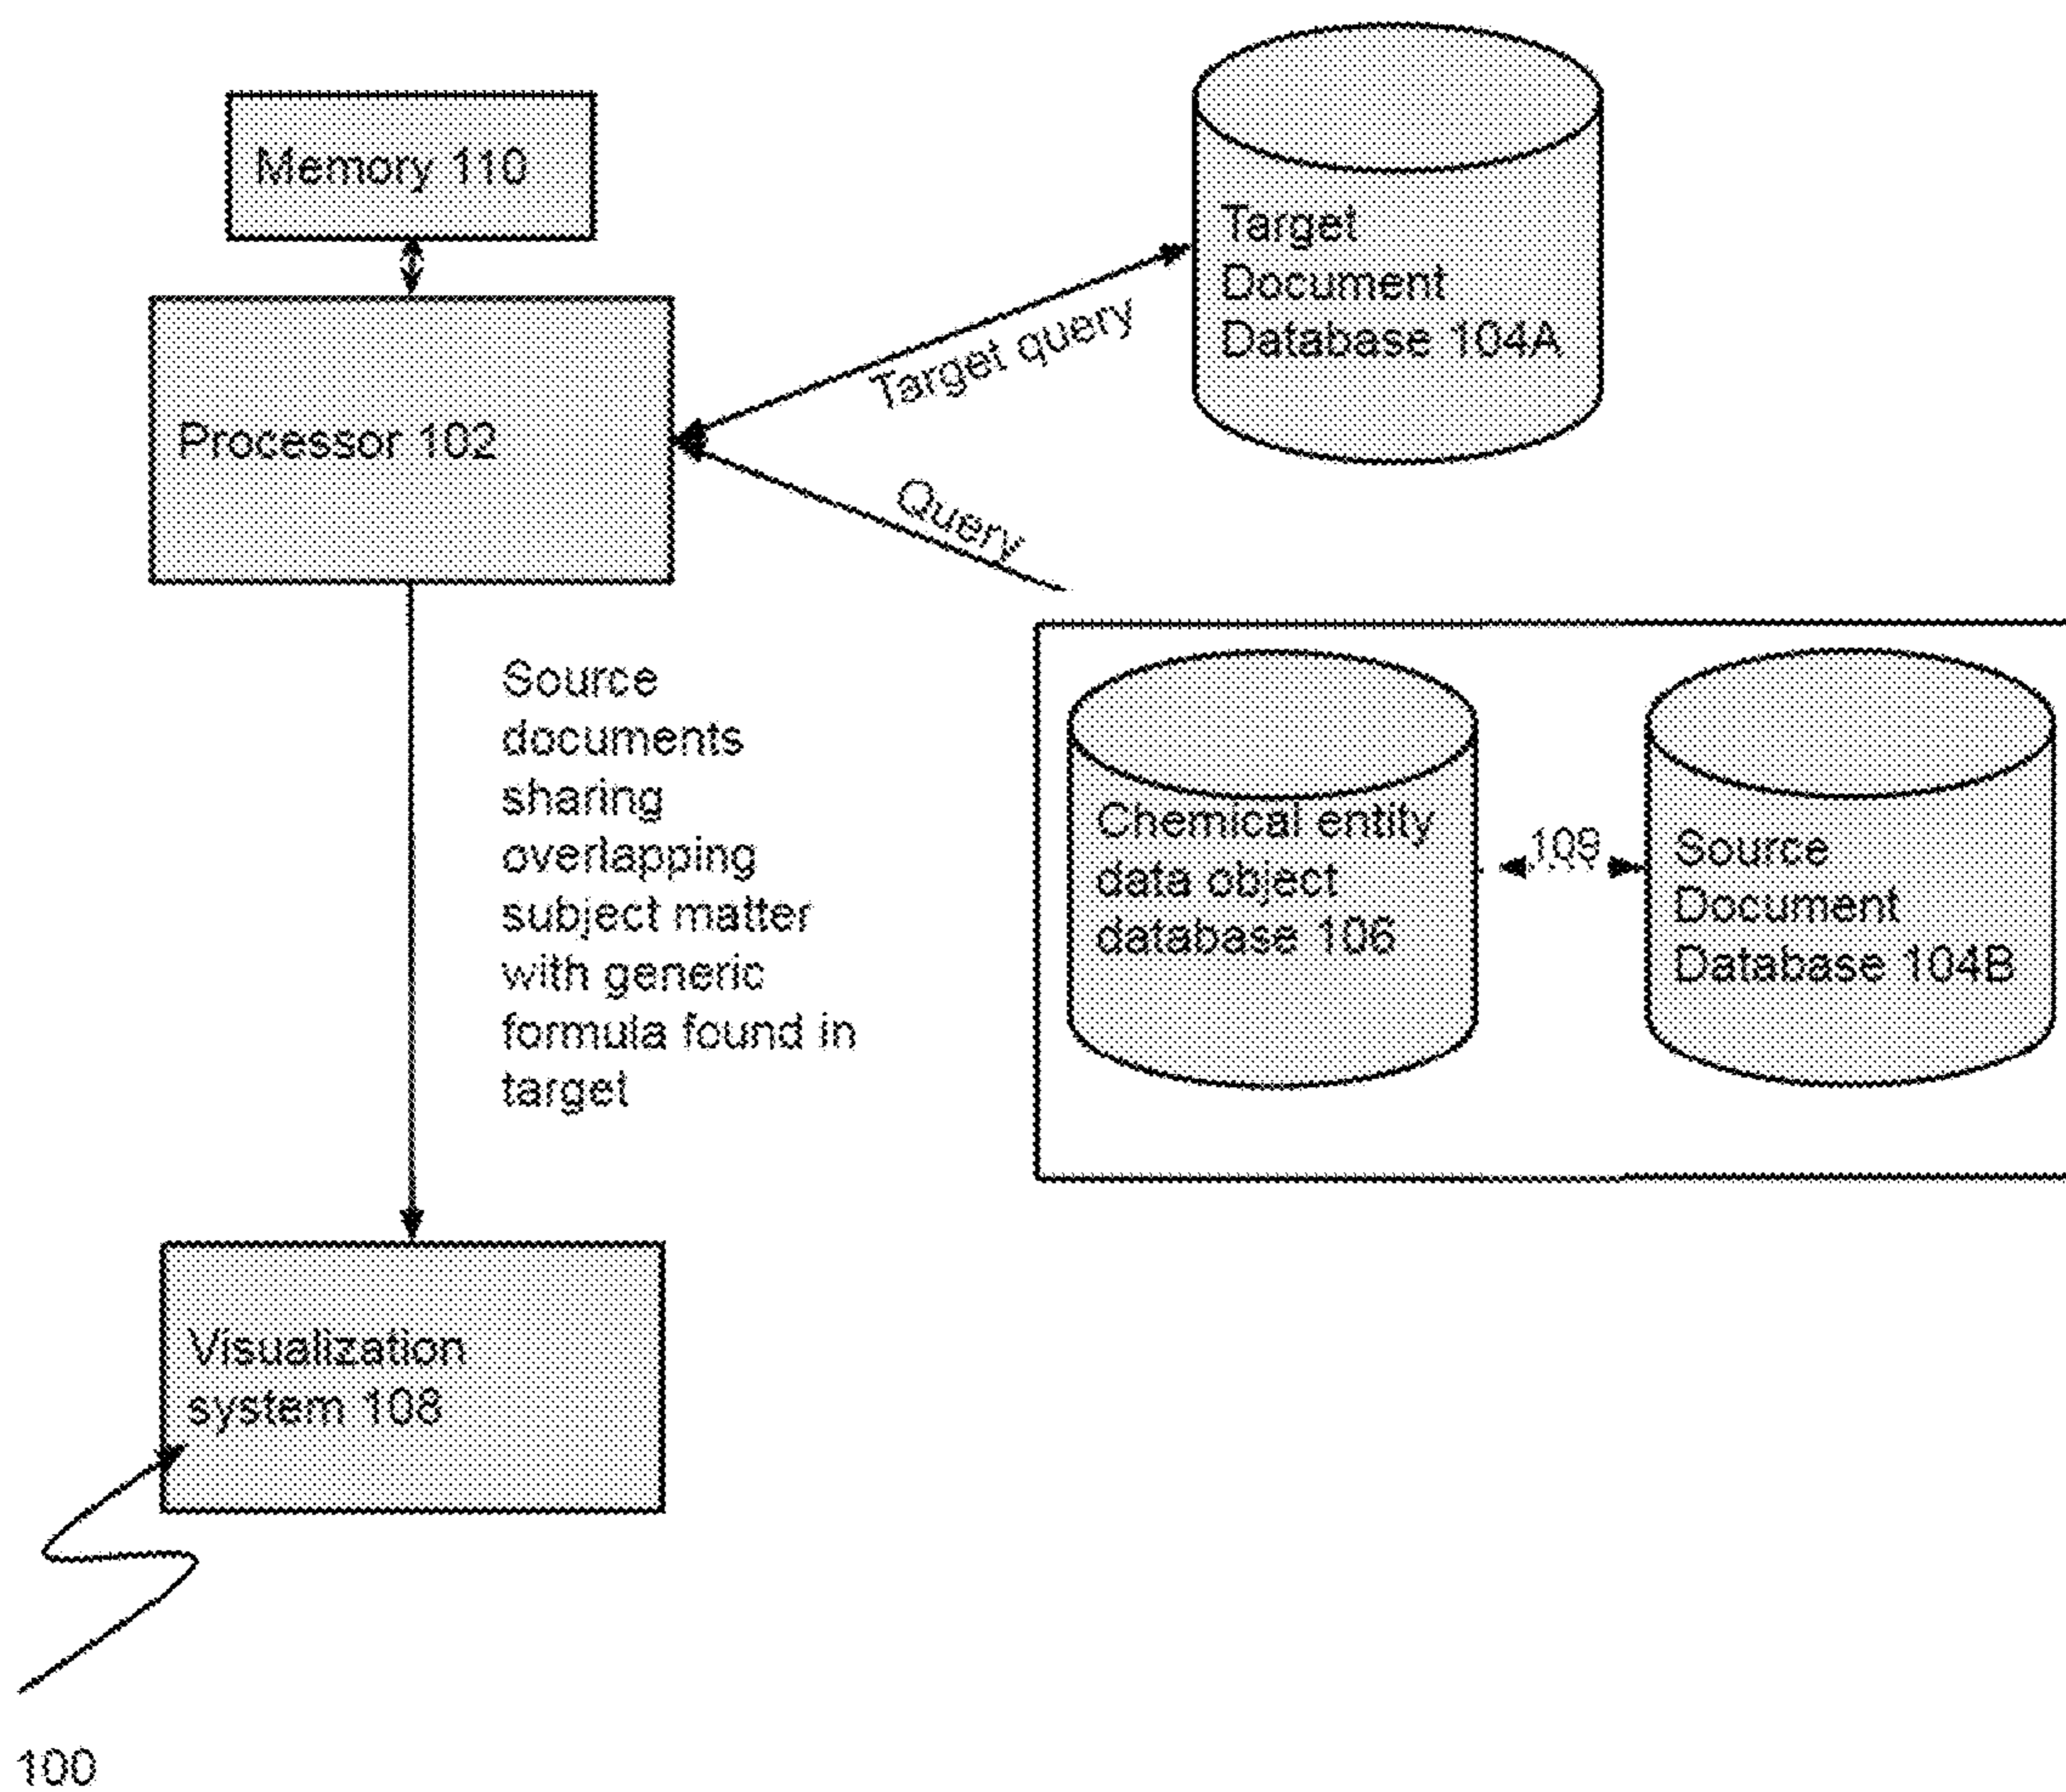 Memory 110
Target
Document
Database 104A
Target query
Processor 102
Query
Source
documents
sharing
overlapping
subject matter
with generic
formula found in
target
Chemical entity
data object
database 106
109
Source
Document
Database 104B
Visualization
system 108
100